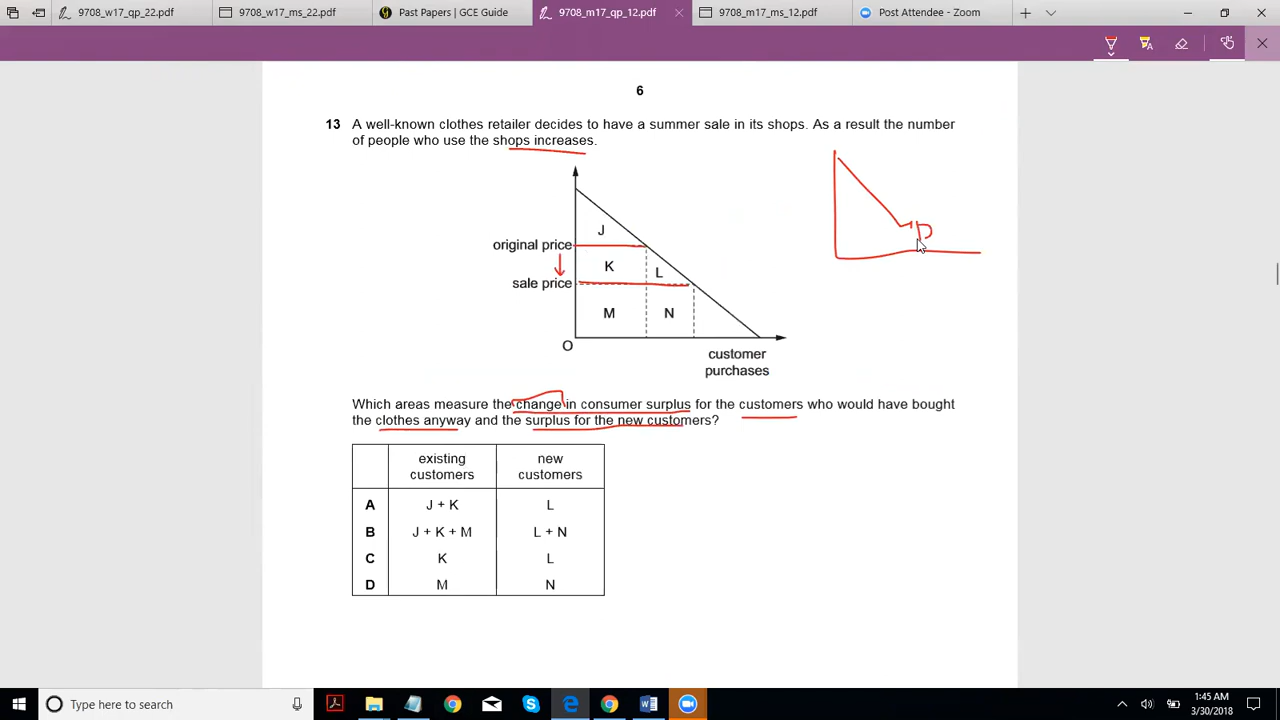 9708_w17_qp_22.pdf
9708_w17_ms_22.pdf
Past Papers | GCE Guide
9708_m17_qp_12.pdf
9708_m17_ms_12.pdf
Post Attendee - Zoom
6
13 A well-known clothes retailer decides to have a summer sale in its shops. As a result the number
of people who use the shops increases.
J
original price
K
L
D
sale price
M
N
O
customer
purchases
Which areas measure the change in consumer surplus for the customers who would have bought
the clothes anyway and the surplus for the new customers?
existing
customers
new
customers
A J + K L
B J + K + M L + N
C K L
D M N
Type here to search
1:45 AM
3/30/2018